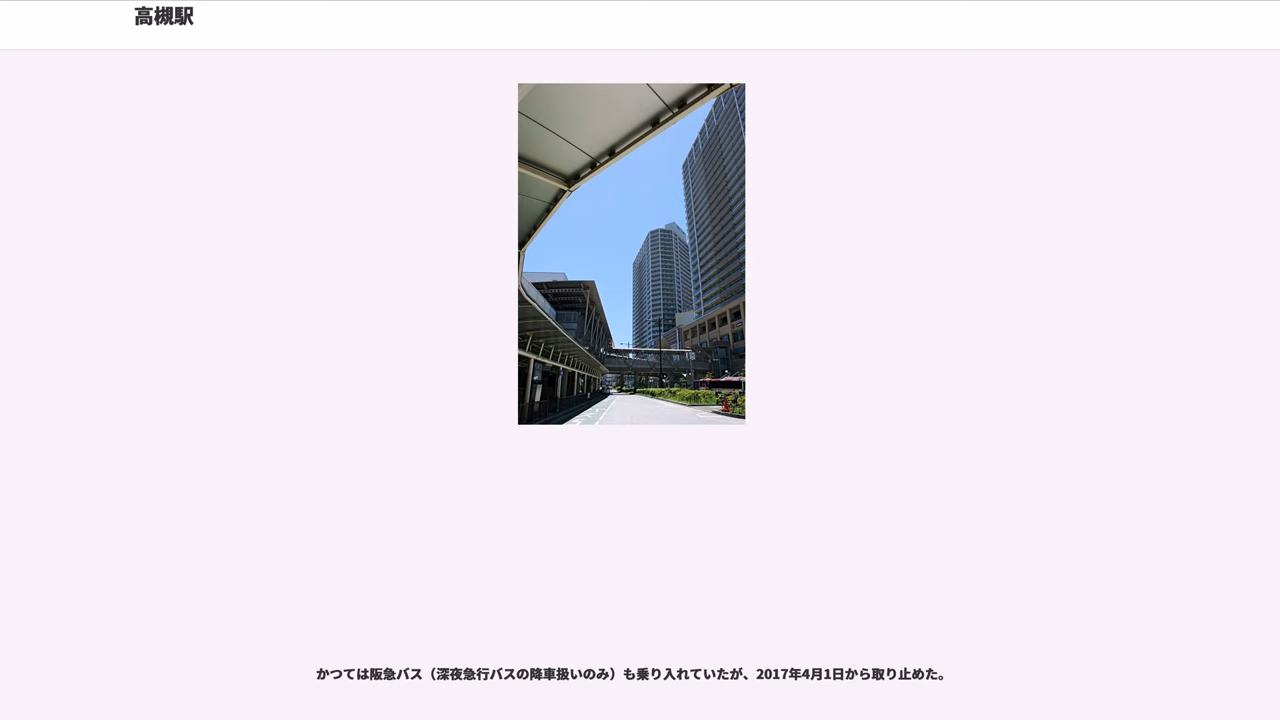 高槻駅
かつては阪急バス（深夜急行バスの降車扱いのみ）も乗り入れていたが、2017年4月1日から取り止めた。